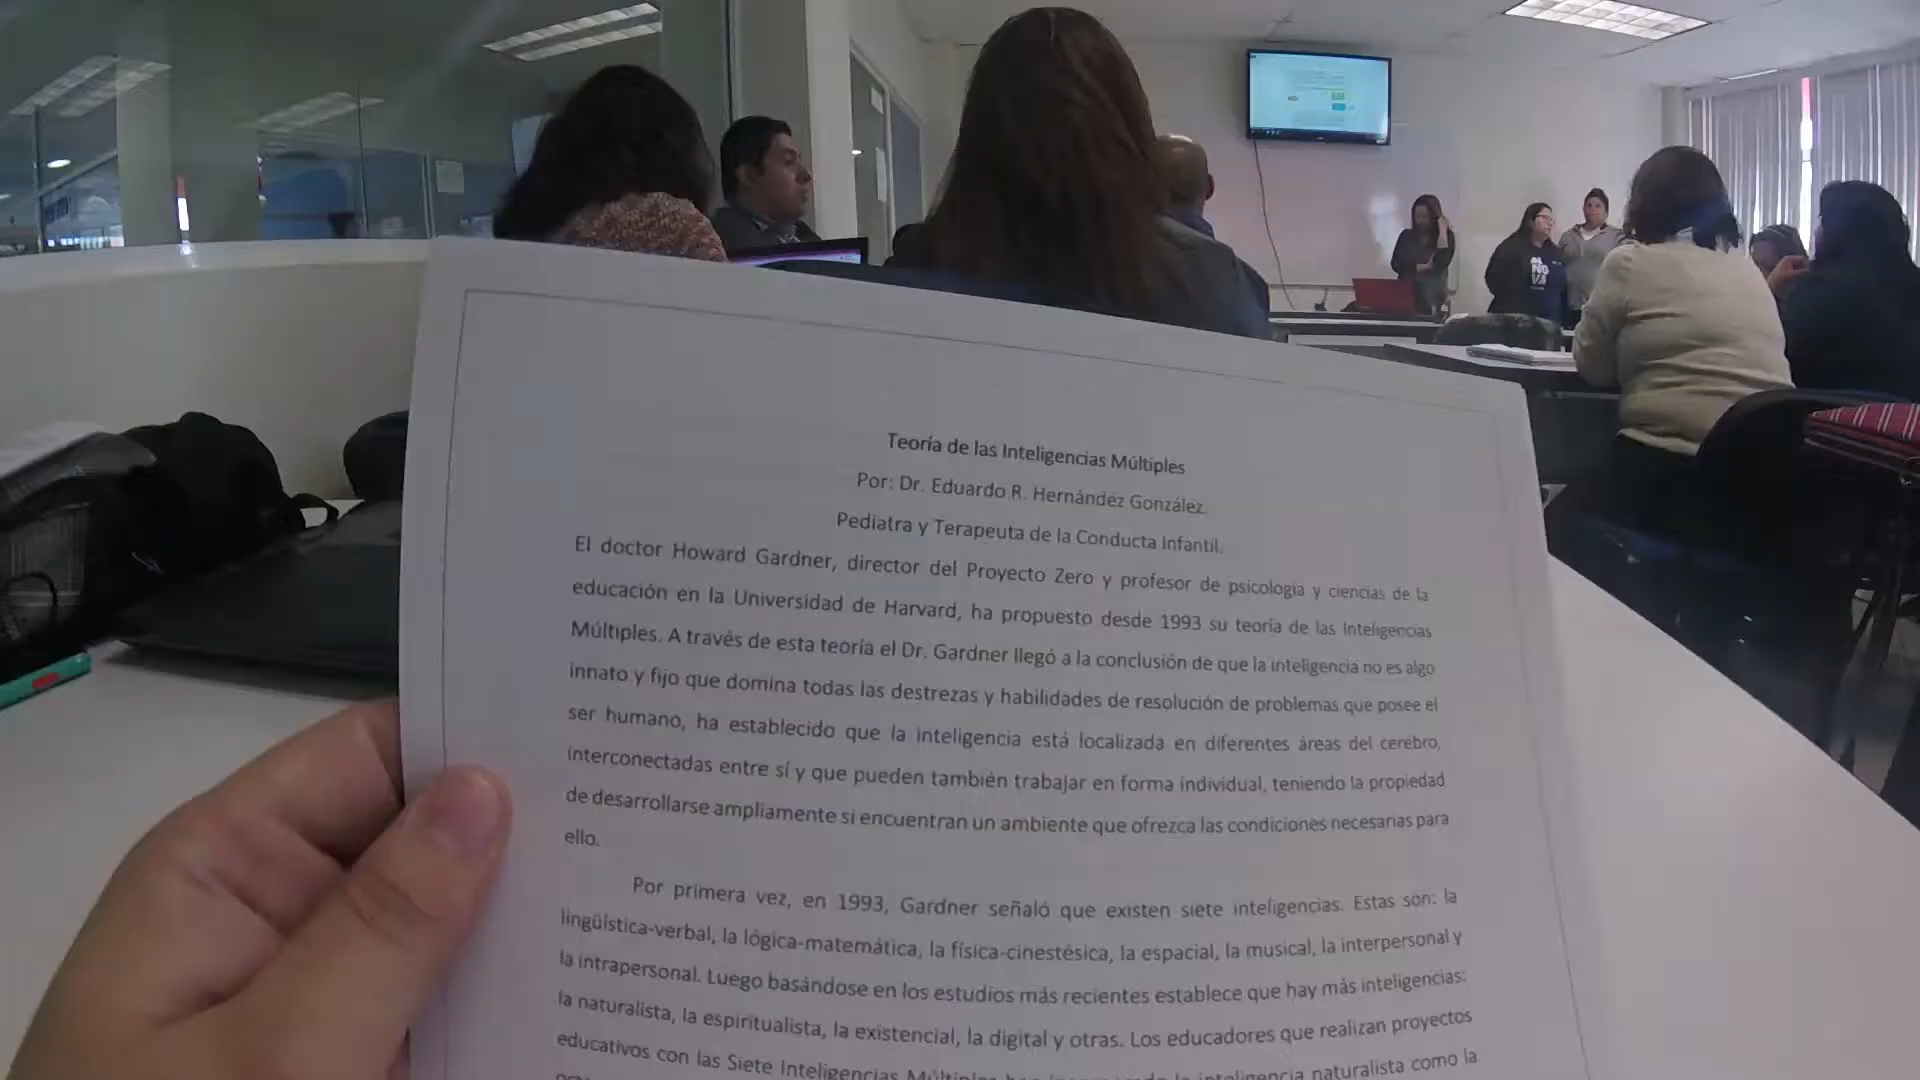 Teoría de las Inteligencias Múltiples
Por: Dr. Eduardo R. Hernández González.
Pediatra y Terapeuta de la Conducta Infantil.
El doctor Howard Gardner, director del Proyecto Zero y profesor de psicología y ciencias de la
educación en la Universidad de Harvard, ha propuesto desde 1993 su teoría de las Inteligencias
Múltiples. A través de esta teoría el Dr. Gardner llegó a la conclusión de que la inteligencia no es algo
innato y fijo que domina todas las destrezas y habilidades de resolución de problemas que posee el
ser humano, ha establecido que la inteligencia está localizada en diferentes áreas del cerebro,
interconectadas entre sí y que pueden también trabajar en forma individual, teniendo la propiedad
de desarrollarse ampliamente si encuentran un ambiente que ofrezca las condiciones necesarias para
ello.
Por primera vez, en 1993, Gardner señaló que existen siete inteligencias. Estas son: la
lingüística-verbal, la lógica-matemática, la física-cinestésica, la espacial, la musical, la interpersonal y
la intrapersonal. Luego basándose en los estudios más recientes establece que hay más inteligencias:
la naturalista, la espiritualista, la existencial, la digital y otras. Los educadores que realizan proyectos
educativos con las Siete Inteligencias Múltiples la inteligencia naturalista como la
NO
VA